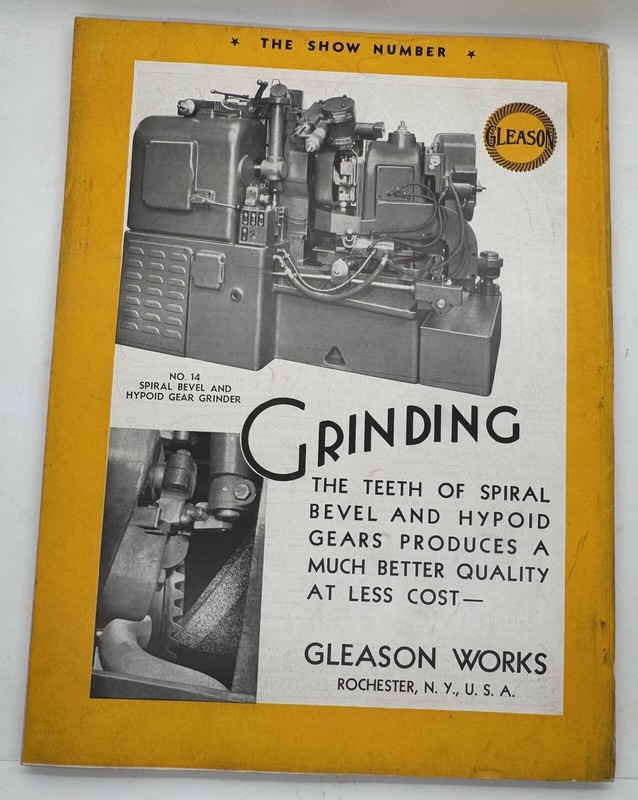 ★ THE SHOW NUMBER ★
GLEASON
NO. 14
SPIRAL BEVEL AND
HYPOID GEAR GRINDER
GRINDING
THE TEETH OF SPIRAL
BEVEL AND HYPOID
GEARS PRODUCES A
MUCH BETTER QUALITY
AT LESS COST—
GLEASON WORKS
ROCHESTER, N. Y., U. S. A.